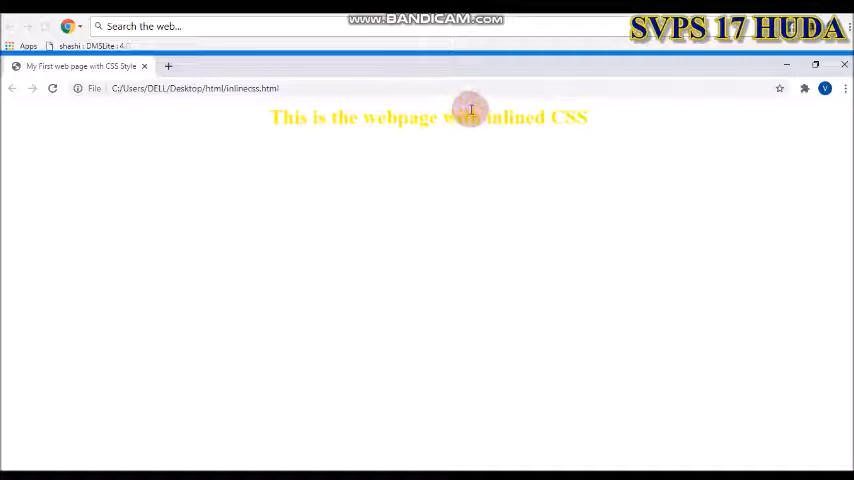 WWW.BANDICAM.COM
Search the web...
SVPS 17 HUDA
Apps shashi : DMSLite : 4.
My First web page with CSS Style
File C:/Users/DELL/Desktop/html/inlinecss.html V
This is the webpage with inlined CSS